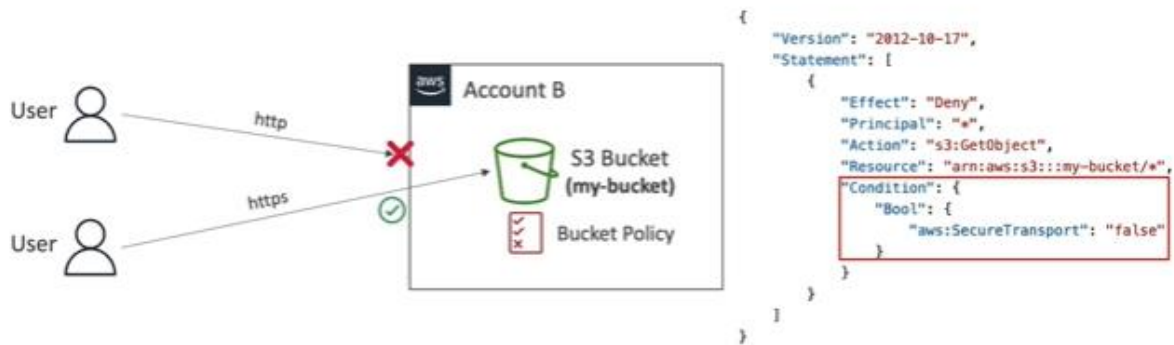 User
http
aws
Account B
S3 Bucket
(my-bucket)
https
User
Bucket Policy
{
"Version": "2012-10-17",
"Statement": [
{
"Effect": "Deny",
"Principal": "*",
"Action": "s3:GetObject",
"Resource": "arn:aws:s3:::my-bucket/*",
"Condition": {
"Bool": {
"aws:SecureTransport": "false"
}
}
}
]
}